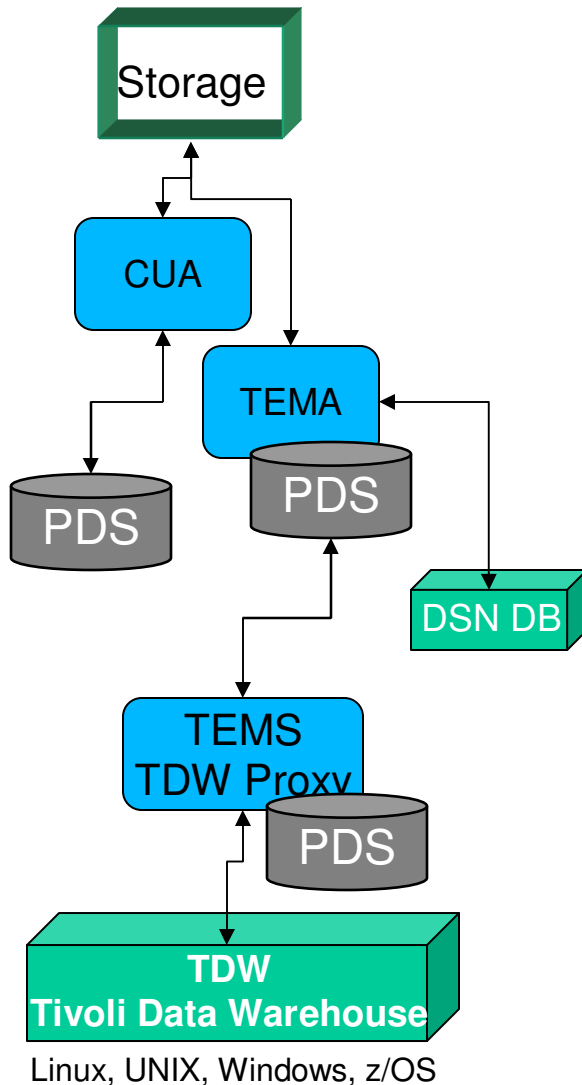 Storage
CUA
TEMA
PDS
PDS
DSN DB
TEMS
TDW Proxy
PDS
TDW
Tivoli Data Warehouse
Linux, UNIX, Windows, z/OS